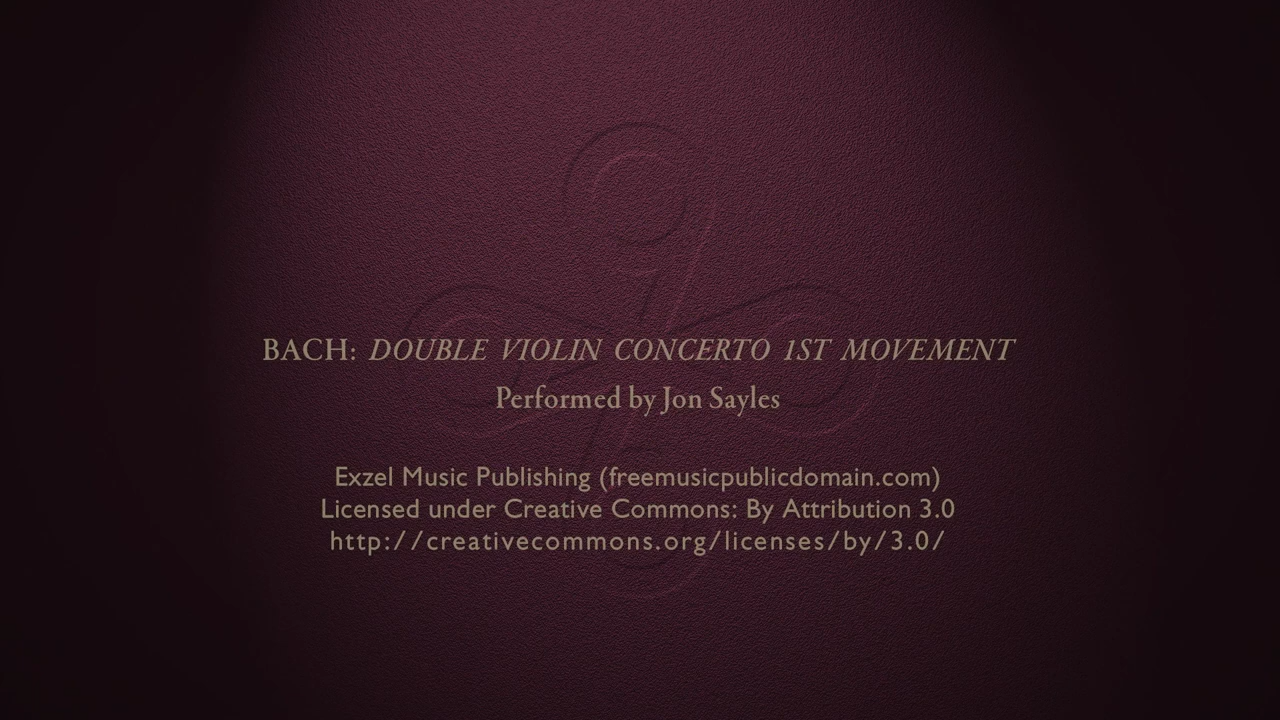 BACH: DOUBLE VIOLIN CONCERTO 1ST MOVEMENT
Performed by Jon Sayles
Exzel Music Publishing (freemusicpublicdomain.com)
Licensed under Creative Commons: By Attribution 3.0
http://creativecommons.org/licenses/by/3.0/